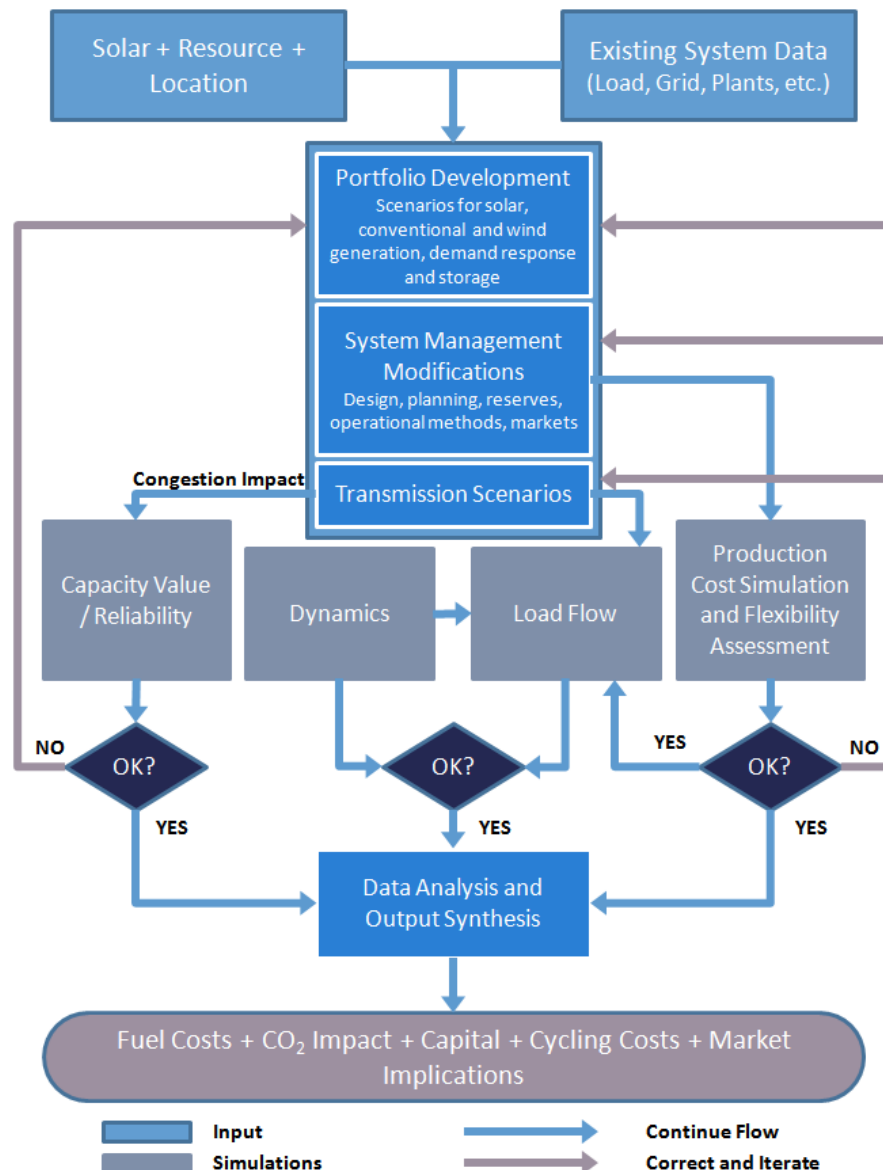 Solar + Resource +
Location
Existing System Data
(Load, Grid, Plants, etc.)
Portfolio Development
Scenarios for solar,
conventional and wind
generation, demand response
and storage
System Management
Modifications
Design, planning, reserves,
operational methods, markets
Congestion Impact
Transmission Scenarios
Capacity Value
/ Reliability
Dynamics
Load Flow
Production
Cost Simulation
and Flexibility
Assessment
NO
OK?
YES
OK?
YES
YES
OK?
NO
YES
Data Analysis and
Output Synthesis
Fuel Costs + CO₂ Impact + Capital + Cycling Costs + Market
Implications
Input
Continue Flow
Simulations
Correct and Iterate